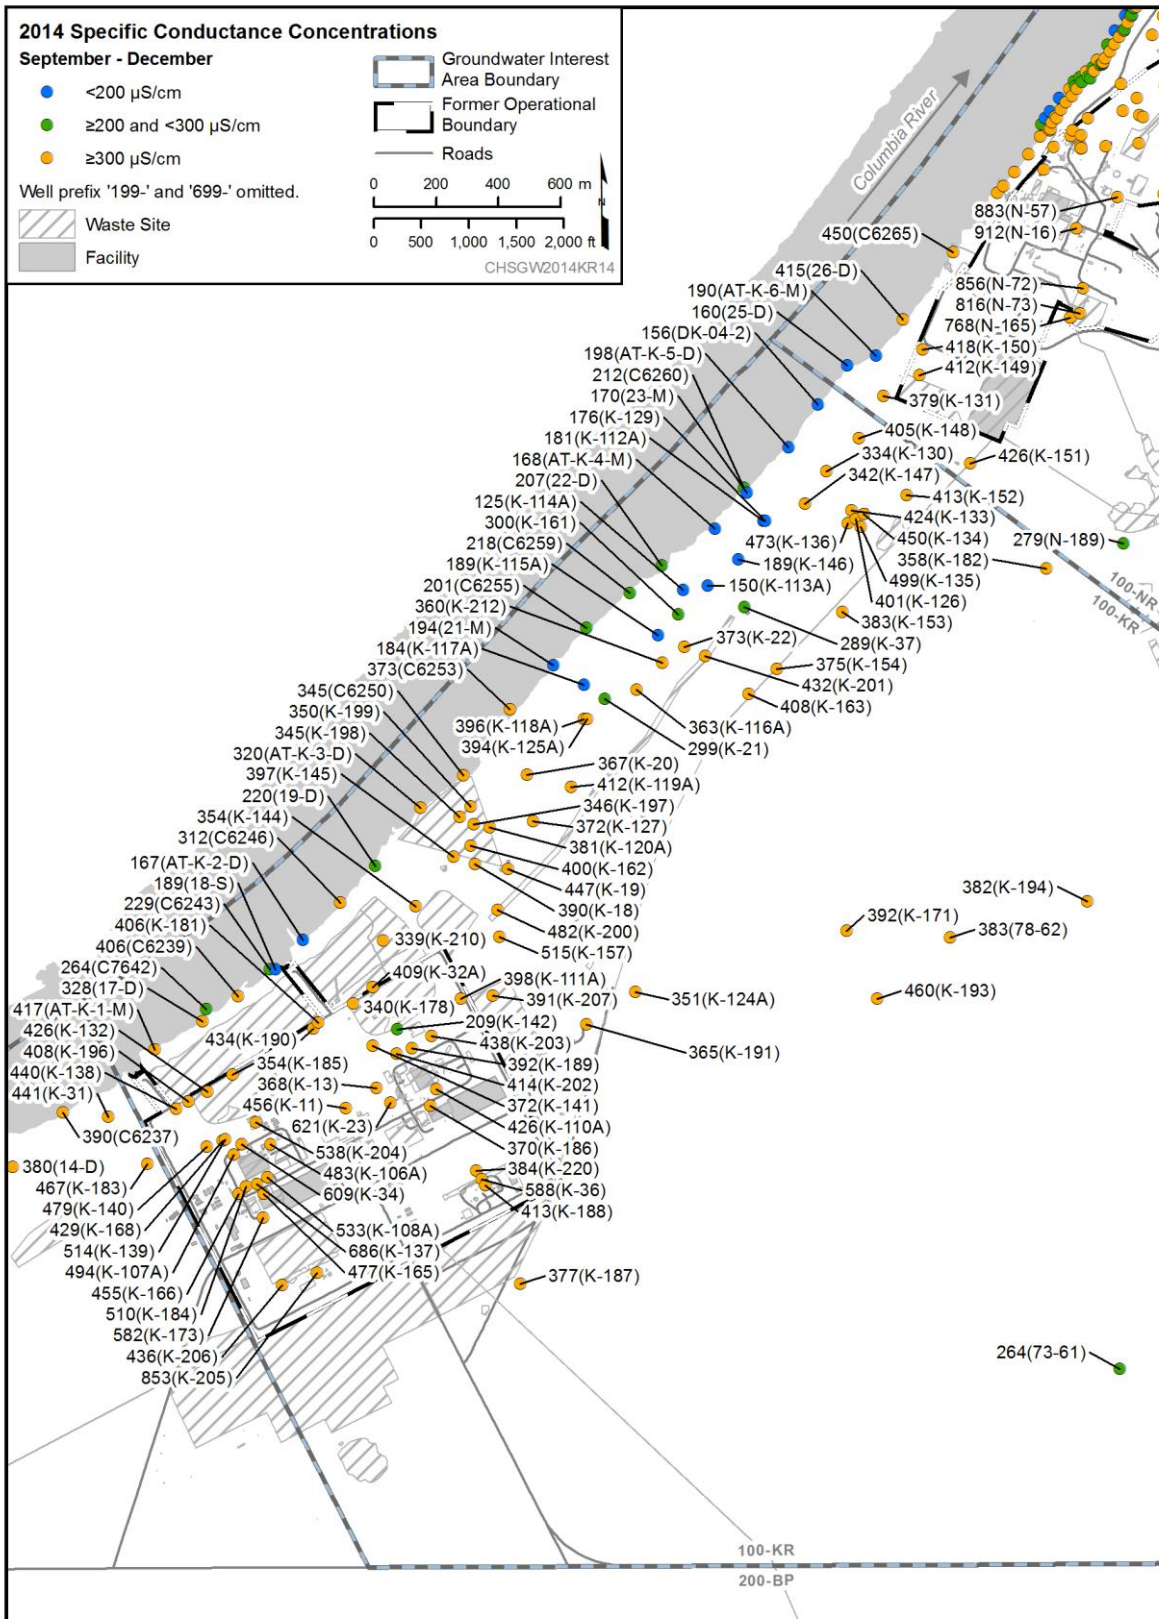 2014 Specific Conductance Concentrations
September - December
<200 µS/cm
≥200 and <300 µS/cm
≥300 µS/cm
Well prefix '199-' and '699-' omitted.
Waste Site
Facility
Groundwater Interest
Area Boundary
Former Operational
Boundary
Roads
0 200 400 600 m
0 500 1,000 1,500 2,000 ft
N
CHSGW2014KR14
Columbia River
883(N-57)
912(N-16)
450(C6265)
415(26-D)
190(AT-K-6-M)
160(25-D)
156(DK-04-2)
198(AT-K-5-D)
212(C6260)
170(23-M)
176(K-129)
181(K-112A)
168(AT-K-4-M)
207(22-D)
125(K-114A)
300(K-161)
218(C6259)
189(K-115A)
201(C6255)
360(K-212)
194(21-M)
184(K-117A)
373(C6253)
345(C6250)
350(K-199)
345(K-198)
320(AT-K-3-D)
397(K-145)
220(19-D)
354(K-144)
312(C6246)
167(AT-K-2-D)
189(18-S)
229(C6243)
406(K-181)
406(C6239)
264(C7642)
328(17-D)
417(AT-K-1-M)
426(K-132)
408(K-196)
440(K-138)
441(K-31)
390(C6237)
380(14-D)
467(K-183)
479(K-140)
429(K-168)
514(K-139)
494(K-107A)
455(K-166)
510(K-184)
582(K-173)
436(K-206)
853(K-205)
856(N-72)
816(N-73)
768(N-165)
418(K-150)
412(K-149)
379(K-131)
405(K-148)
334(K-130)
342(K-147)
426(K-151)
413(K-152)
424(K-133)
450(K-134)
473(K-136)
279(N-189)
358(K-182)
499(K-135)
401(K-126)
189(K-146)
150(K-113A)
383(K-153)
289(K-37)
373(K-22)
375(K-154)
432(K-201)
408(K-163)
363(K-116A)
396(K-118A)
394(K-125A)
299(K-21)
367(K-20)
412(K-119A)
346(K-197)
372(K-127)
381(K-120A)
400(K-162)
447(K-19)
390(K-18)
482(K-200)
515(K-157)
339(K-210)
409(K-32A)
398(K-111A)
391(K-207)
340(K-178)
351(K-124A)
209(K-142)
434(K-190)
438(K-203)
365(K-191)
392(K-189)
354(K-185)
414(K-202)
368(K-13)
372(K-141)
456(K-11)
426(K-110A)
621(K-23)
370(K-186)
538(K-204)
483(K-106A)
384(K-220)
609(K-34)
588(K-36)
413(K-188)
533(K-108A)
686(K-137)
477(K-165)
377(K-187)
382(K-194)
392(K-171)
383(78-62)
460(K-193)
264(73-61)
100-NR
100-KR
100-KR
200-BP